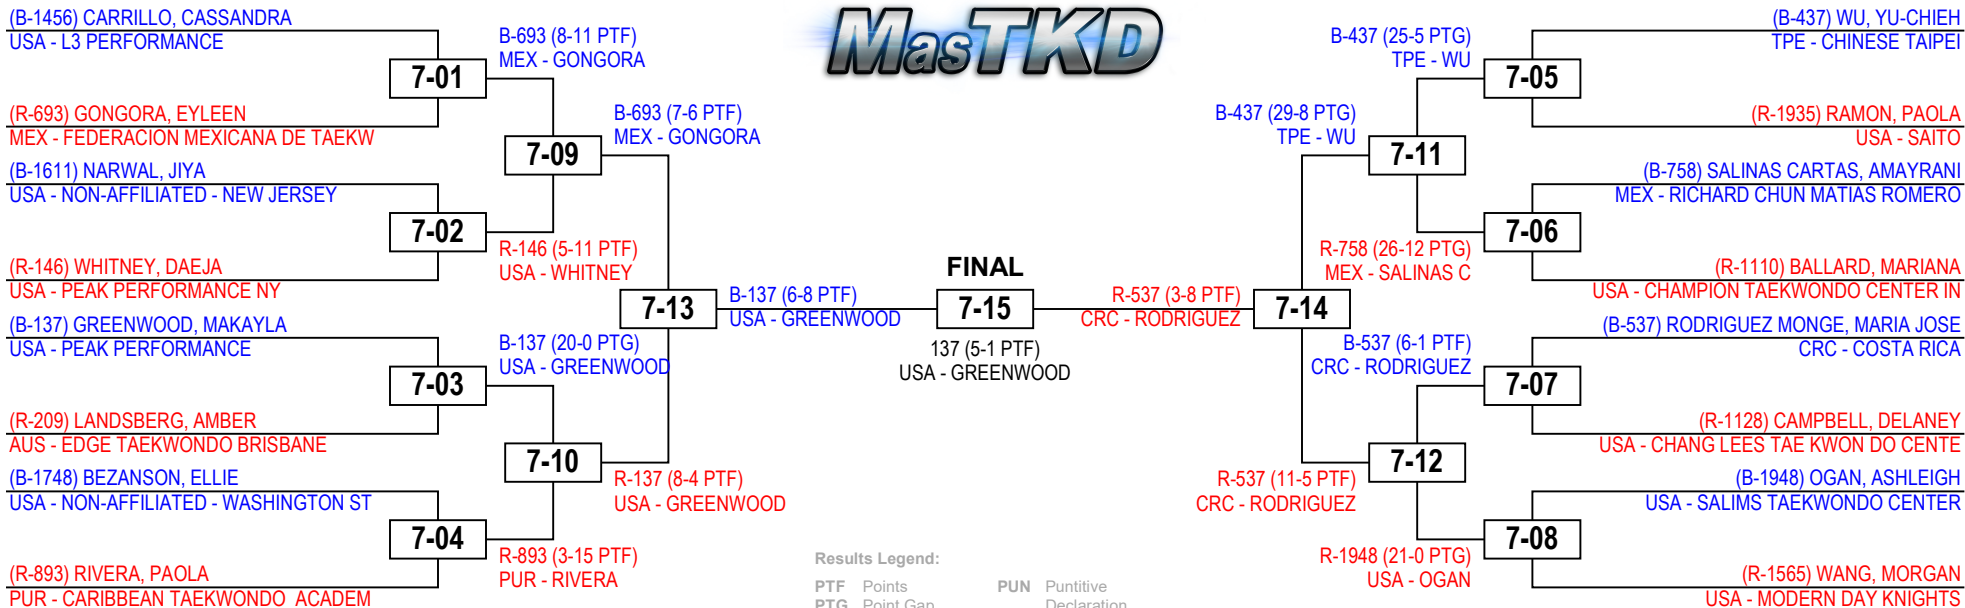 (B-1456) CARRILLO, CASSANDRA
USA - L3 PERFORMANCE
7-01
(R-693) GONGORA, EYLEEN
MEX - FEDERACION MEXICANA DE TAEKW
(B-1611) NARWAL, JIYA
USA - NON-AFFILIATED - NEW JERSEY
7-02
(R-146) WHITNEY, DAEJA
USA - PEAK PERFORMANCE NY
(B-137) GREENWOOD, MAKAYLA
USA - PEAK PERFORMANCE
7-03
(R-209) LANDSBERG, AMBER
AUS - EDGE TAEKWONDO BRISBANE
(B-1748) BEZANSON, ELLIE
USA - NON-AFFILIATED - WASHINGTON ST
7-04
(R-893) RIVERA, PAOLA
PUR - CARIBBEAN TAEKWONDO ACADEM
B-693 (8-11 PTF)
MEX - GONGORA
7-09
R-146 (5-11 PTF)
USA - WHITNEY
B-137 (20-0 PTG)
USA - GREENWOOD
7-10
R-893 (3-15 PTF)
PUR - RIVERA
B-693 (7-6 PTF)
MEX - GONGORA
7-13
R-137 (8-4 PTF)
USA - GREENWOOD
B-137 (6-8 PTF)
USA - GREENWOOD
MasTKD
FINAL
7-15
137 (5-1 PTF)
USA - GREENWOOD
Results Legend:
PTF Points PUN Puntitive
PTG Point Gap Declaration
R-537 (3-8 PTF)
CRC - RODRIGUEZ
B-437 (29-8 PTG)
TPE - WU
7-14
R-537 (11-5 PTF)
CRC - RODRIGUEZ
B-437 (25-5 PTG)
TPE - WU
7-11
R-758 (26-12 PTG)
MEX - SALINAS C
B-537 (6-1 PTF)
CRC - RODRIGUEZ
7-12
R-1948 (21-0 PTG)
USA - OGAN
(B-437) WU, YU-CHIEH
TPE - CHINESE TAIPEI
7-05
(R-1935) RAMON, PAOLA
USA - SAITO
(B-758) SALINAS CARTAS, AMAYRANI
MEX - RICHARD CHUN MATIAS ROMERO
7-06
(R-1110) BALLARD, MARIANA
USA - CHAMPION TAEKWONDO CENTER IN
(B-537) RODRIGUEZ MONGE, MARIA JOSE
CRC - COSTA RICA
7-07
(R-1128) CAMPBELL, DELANEY
USA - CHANG LEES TAE KWON DO CENTE
(B-1948) OGAN, ASHLEIGH
USA - SALIMS TAEKWONDO CENTER
7-08
(R-1565) WANG, MORGAN
USA - MODERN DAY KNIGHTS